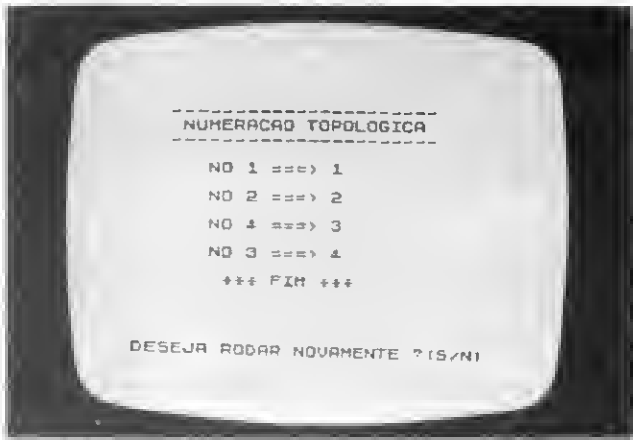 --------------------------
NUMERACAO TOPOLOGICA
--------------------------
NO 1 ===> 1
NO 2 ===> 2
NO 4 ===> 3
NO 3 ===> 4
*** FIM ***
DESEJA RODAR NOVAMENTE ?(S/N)